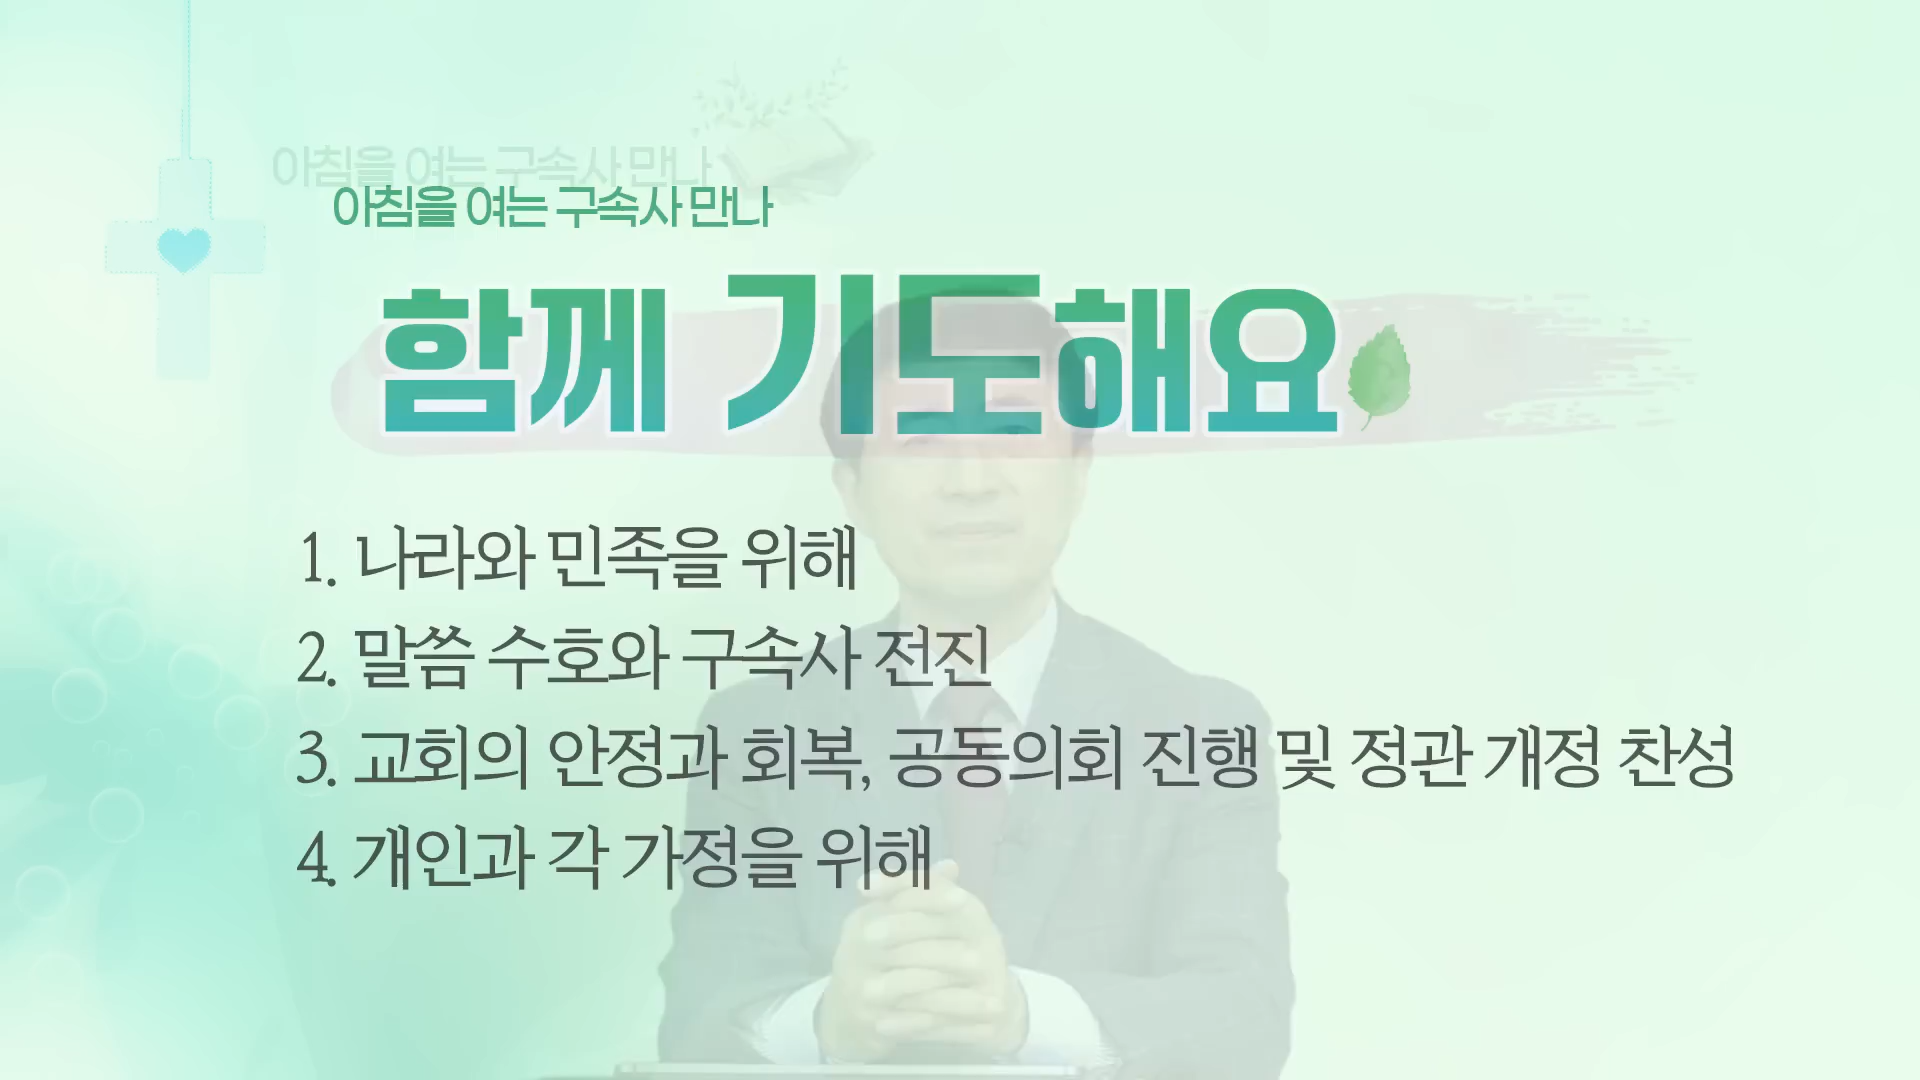 아침을 여는 구속사 만나
아침을 여는 구속사 만나
함께 기도해요
1. 나라와 민족을 위해
2. 말씀 수호와 구속사 전진
3. 교회의 안정과 회복, 공동의회 진행 및 정관 개정 찬성
4. 개인과 각 가정을 위해